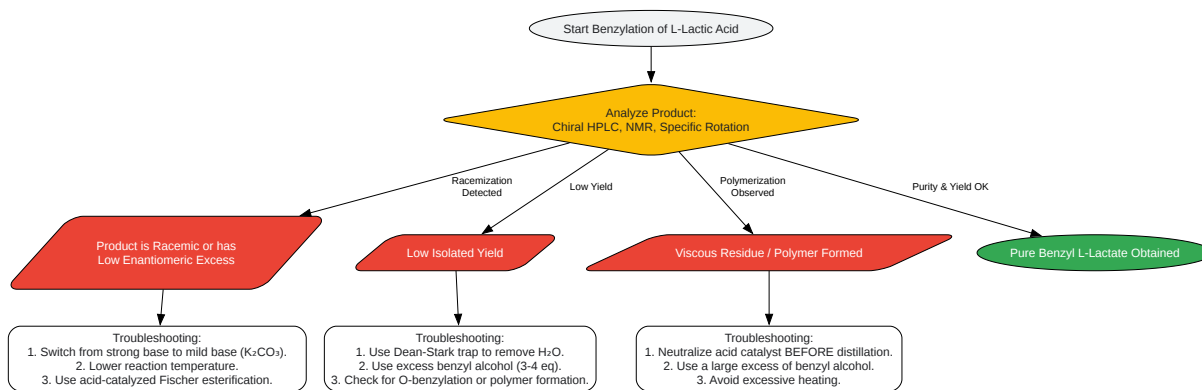 Start Benzylation of L-Lactic Acid
Analyze Product:
Chiral HPLC, NMR, Specific Rotation
Racemization
Detected
Low Yield
Polymerization
Observed
Purity & Yield OK
Product is Racemic or has
Low Enantiomeric Excess
Low Isolated Yield
Viscous Residue / Polymer Formed
Pure Benzyl L-Lactate Obtained
Troubleshooting:
1. Switch from strong base to mild base (K₂CO₃).
2. Lower reaction temperature.
3. Use acid-catalyzed Fischer esterification.
Troubleshooting:
1. Use Dean-Stark trap to remove H₂O.
2. Use excess benzyl alcohol (3-4 eq).
3. Check for O-benzylation or polymer formation.
Troubleshooting:
1. Neutralize acid catalyst BEFORE distillation.
2. Use a large excess of benzyl alcohol.
3. Avoid excessive heating.